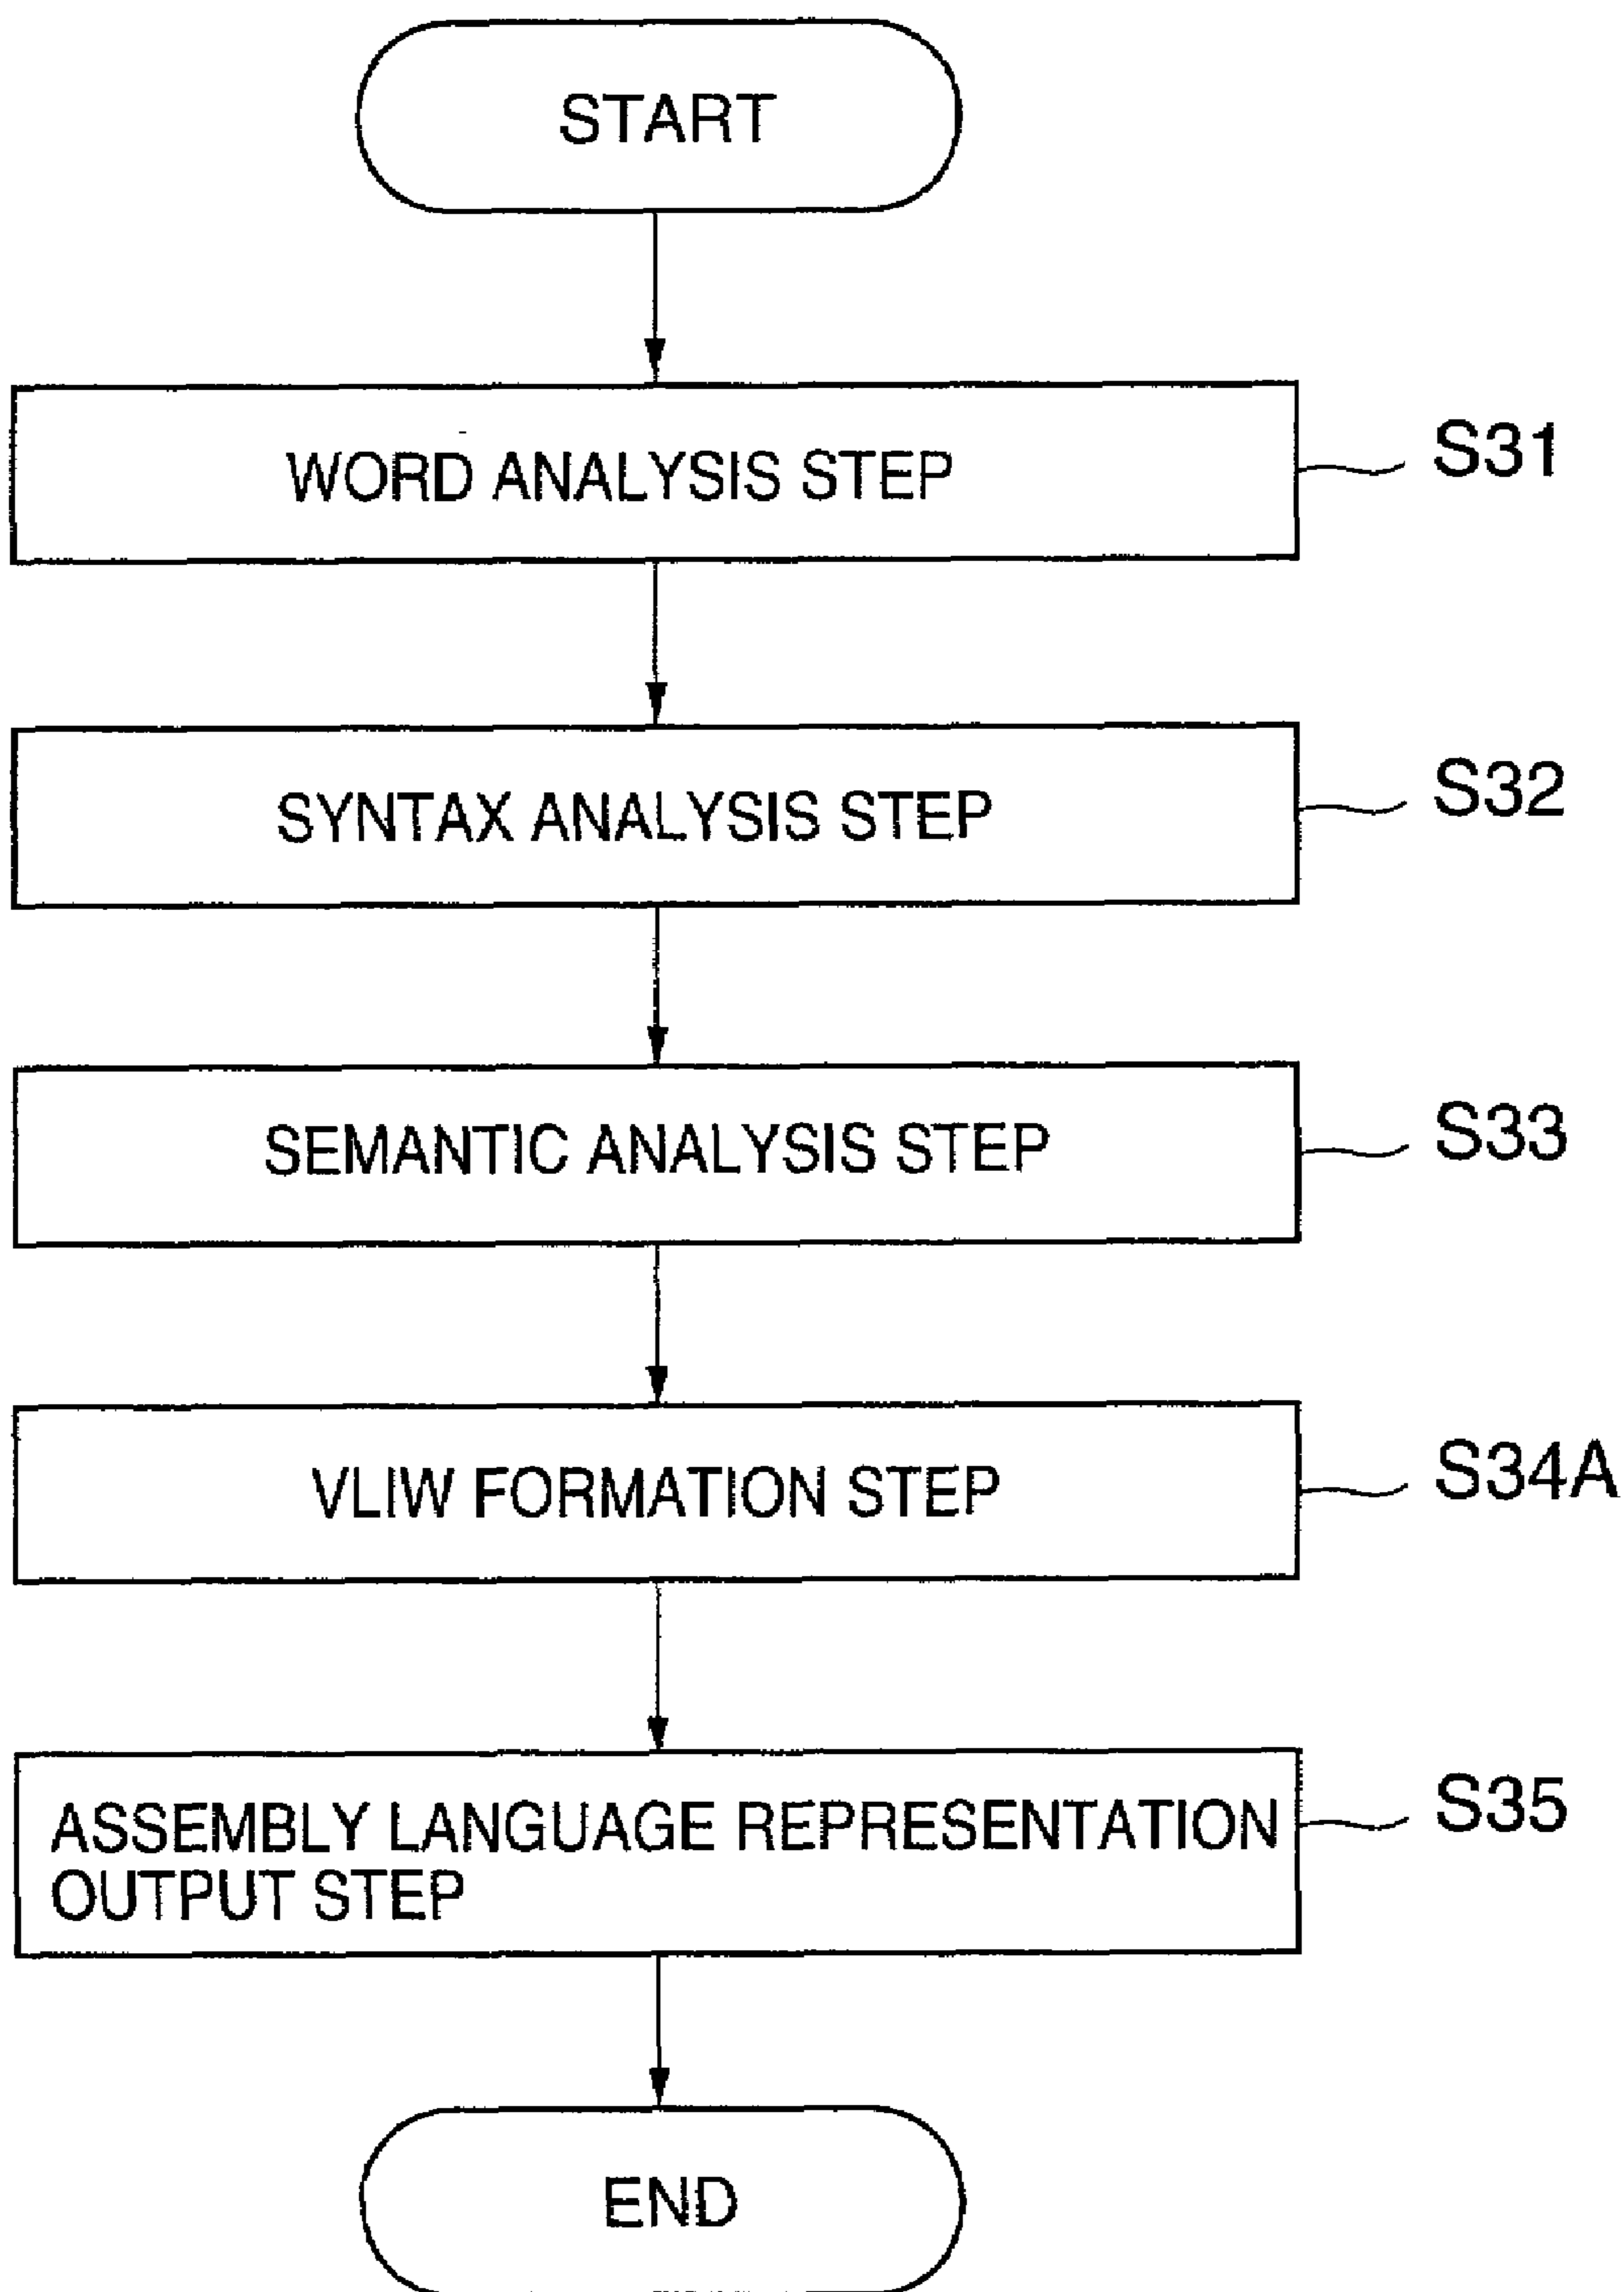 START
WORD ANALYSIS STEP
S31
SYNTAX ANALYSIS STEP
S32
SEMANTIC ANALYSIS STEP
S33
VLIW FORMATION STEP
S34A
ASSEMBLY LANGUAGE REPRESENTATION
OUTPUT STEP
S35
END